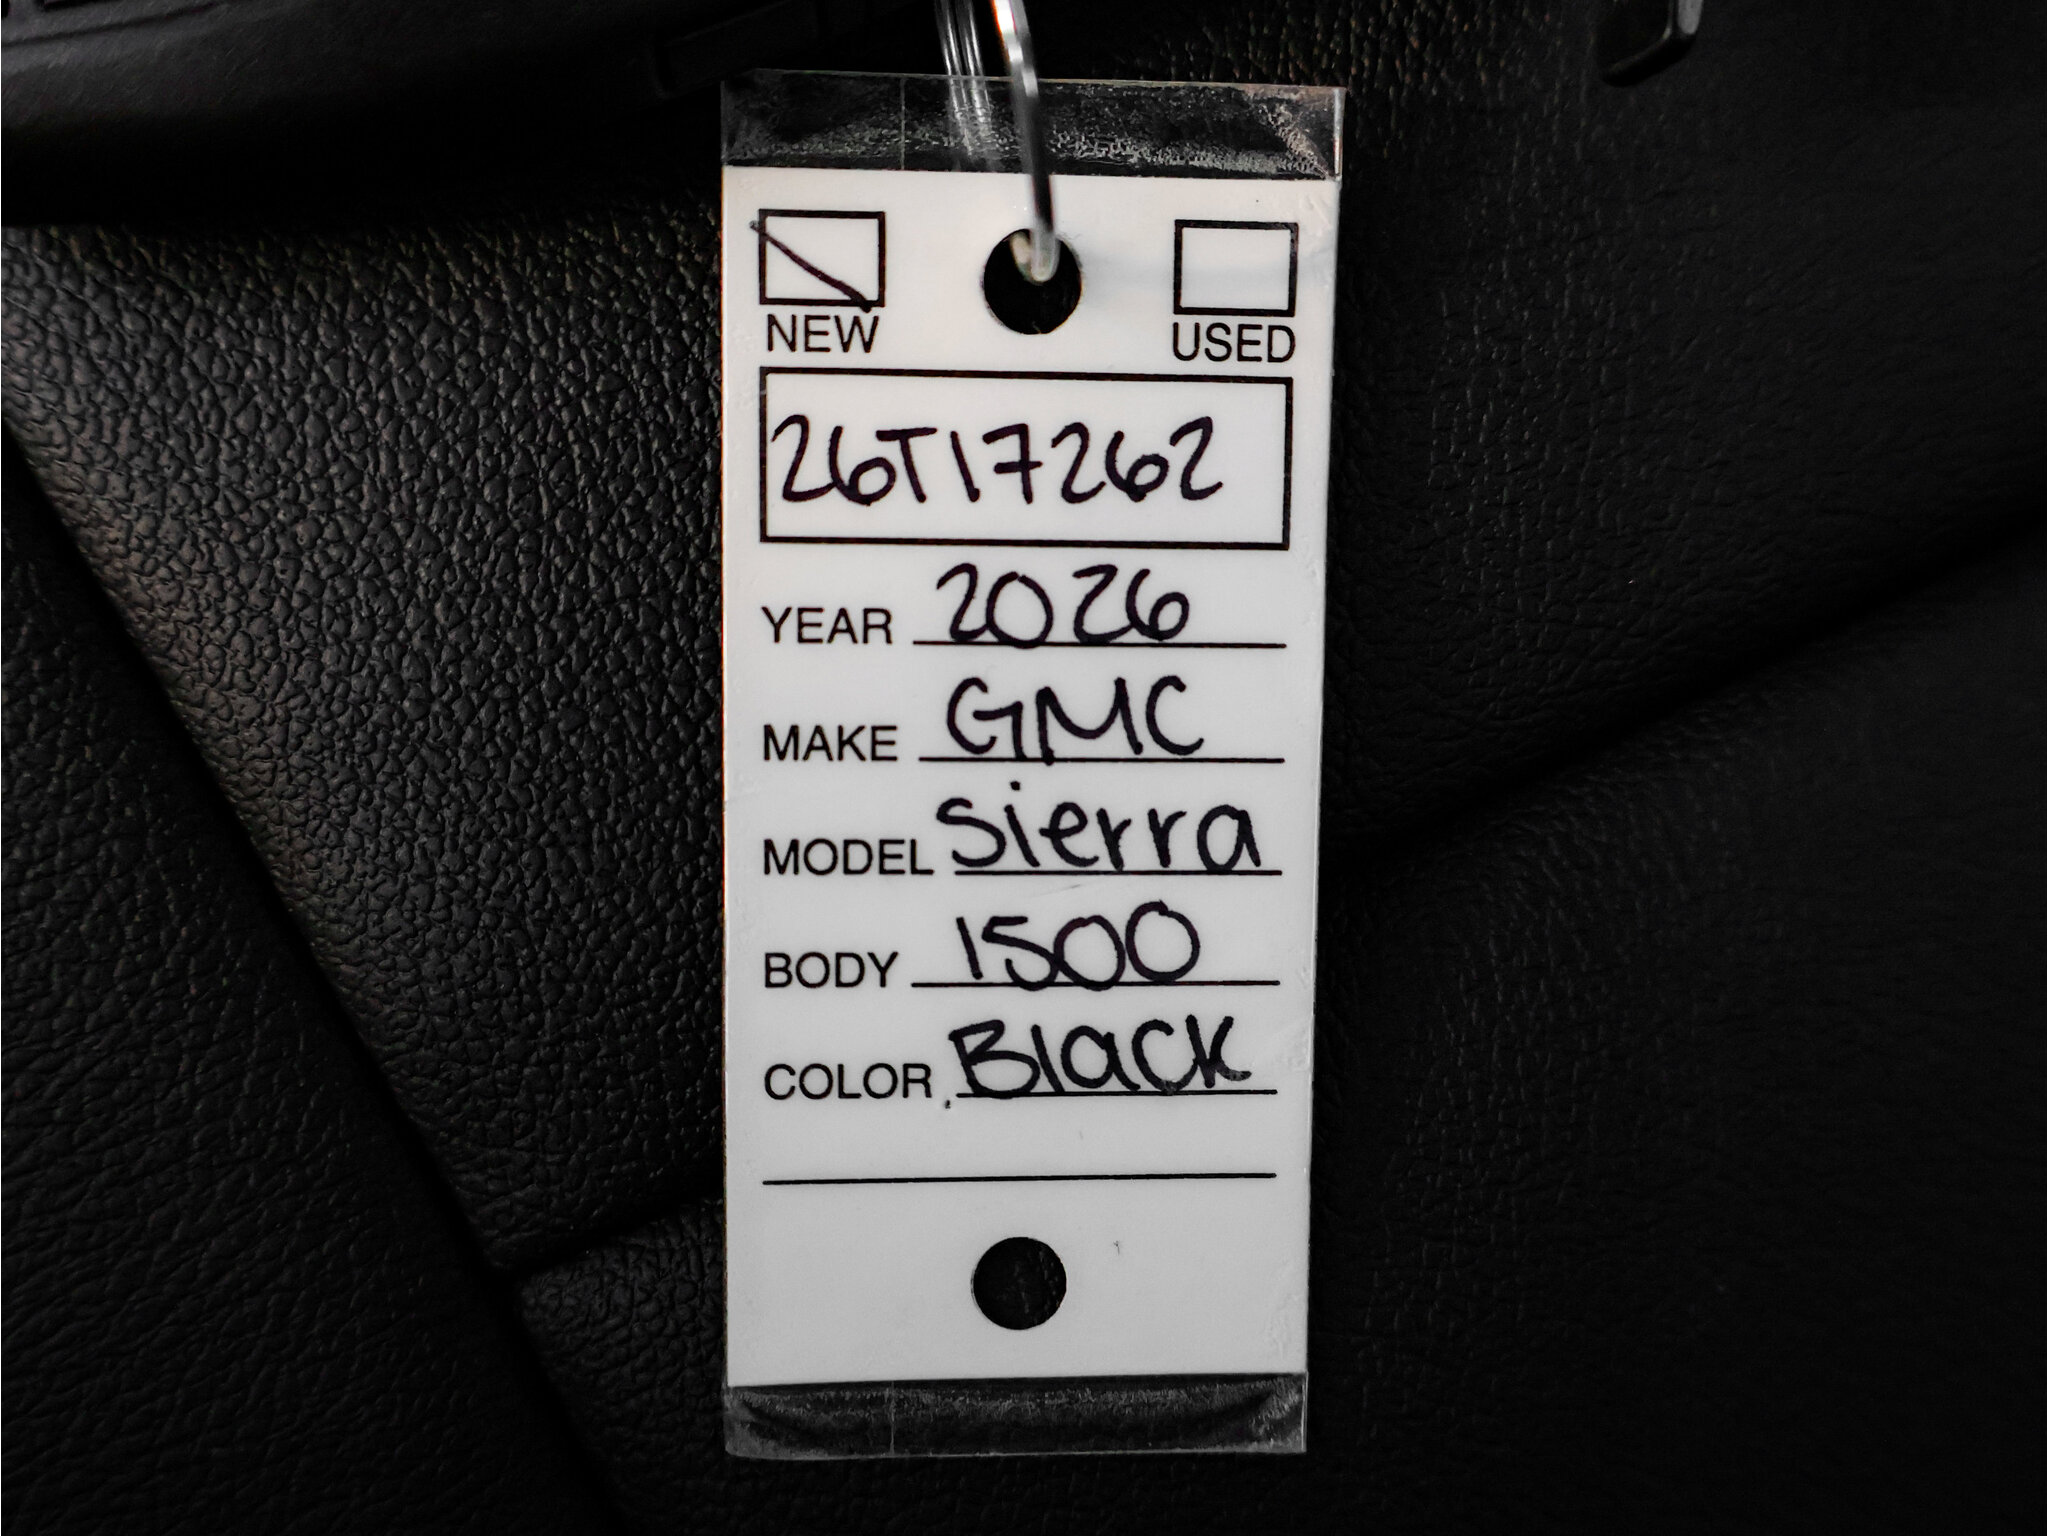 NEW USED
26T17262
YEAR 2026
MAKE GMC
MODEL Sierra
BODY 1500
COLOR Black